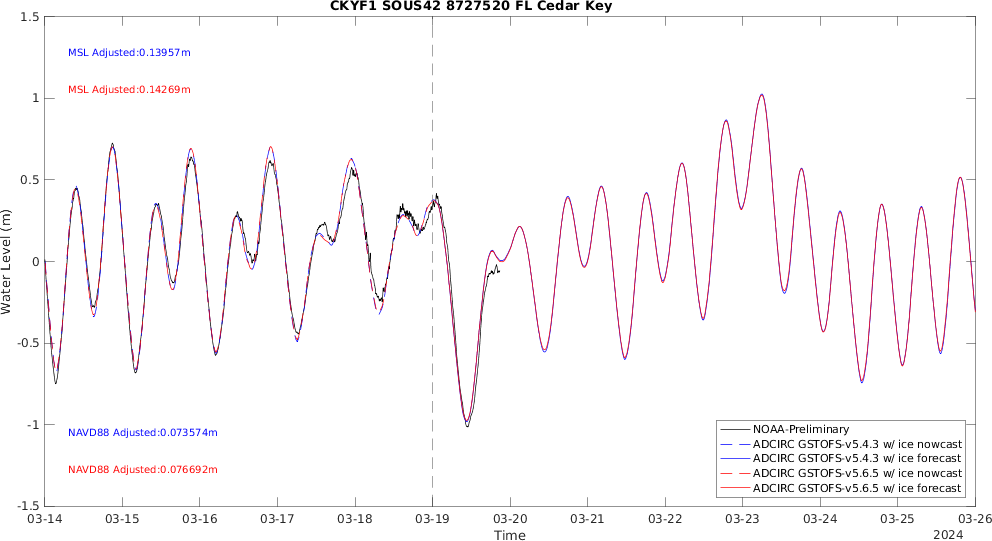 CKYF1 SOUS42 8727520 FL Cedar Key
1.5
MSL Adjusted:0.13957m
MSL Adjusted:0.14269m
1
0.5
0
-0.5
-1
-1.5
Water Level (m)
NAVD88 Adjusted:0.073574m
NAVD88 Adjusted:0.076692m
NOAA-Preliminary
ADCIRC GSTOFS-v5.4.3 w/ ice nowcast
ADCIRC GSTOFS-v5.4.3 w/ ice forecast
ADCIRC GSTOFS-v5.6.5 w/ ice nowcast
ADCIRC GSTOFS-v5.6.5 w/ ice forecast
03-14 03-15 03-16 03-17 03-18 03-19 03-20 03-21 03-22 03-23 03-24 03-25 03-26
Time
2024